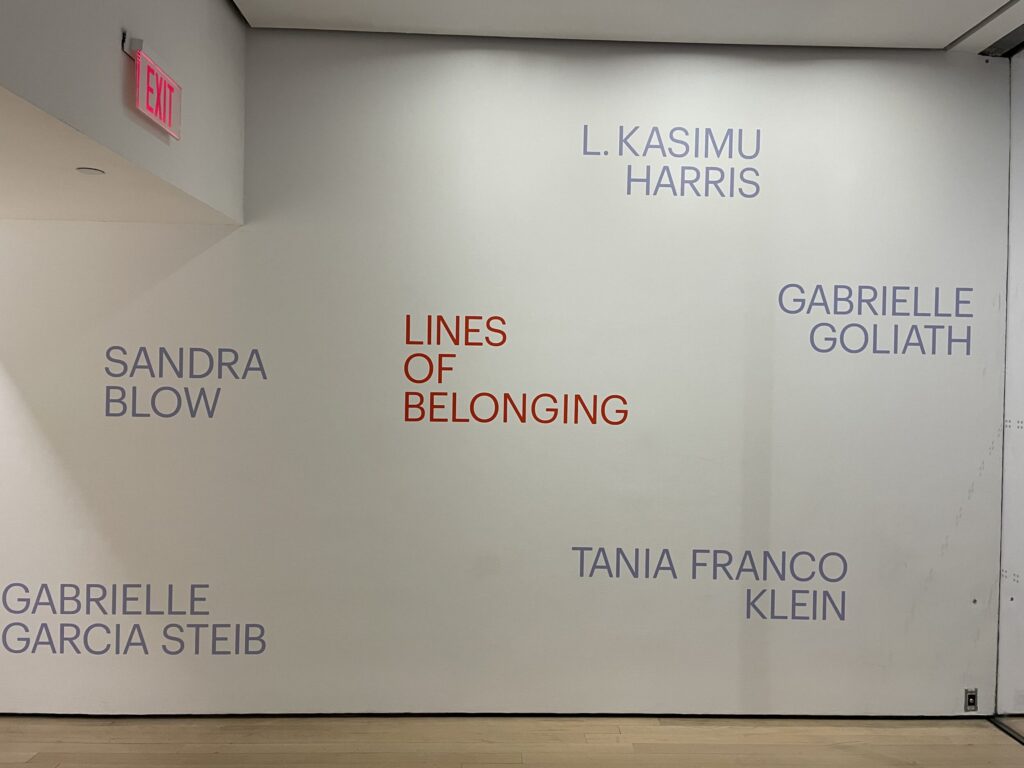 EXIT
L. KASIMU
HARRIS
GABRIELLE
GOLIATH
SANDRA
BLOW
LINES
OF
BELONGING
TANIA FRANCO
KLEIN
GABRIELLE
GARCIA STEIB